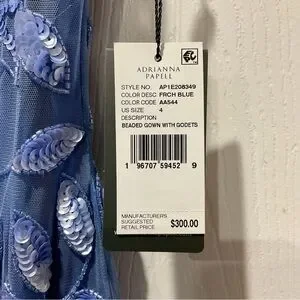 ADRIANNA
PAPELL
STYLE NO. AP1E208349
COLOR DESC FRCH BLUE
COLOR CODE AA544
US SIZE 4
DESCRIPTION
BEADED GOWN WITH GODETS
1 96707 59452 9
MANUFACTURER'S
SUGGESTED
RETAIL PRICE $300.00